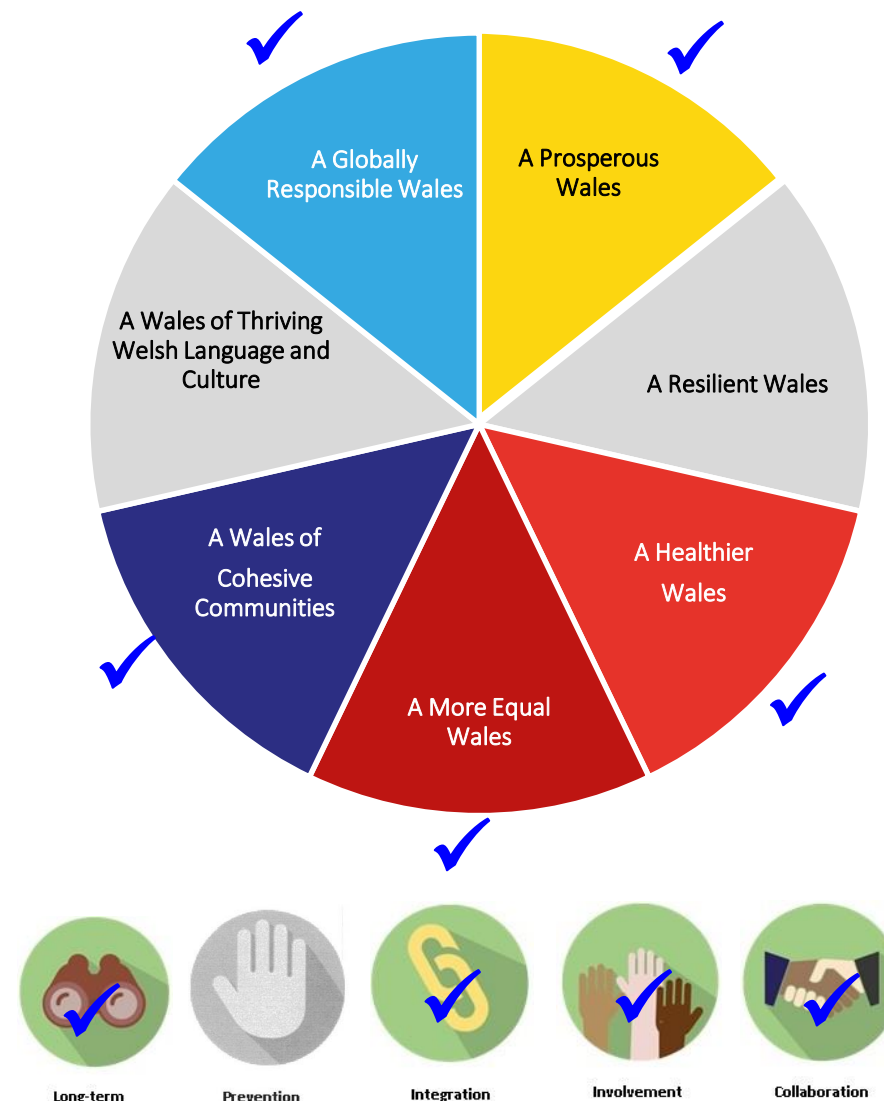 A Globally
Responsible Wales
A Prosperous
Wales
A Wales of Thriving
Welsh Language and
Culture
A Resilient Wales
A Wales of
Cohesive
Communities
A Healthier
Wales
A More Equal
Wales
Long-term
Prevention
Integration
Involvement
Collaboration